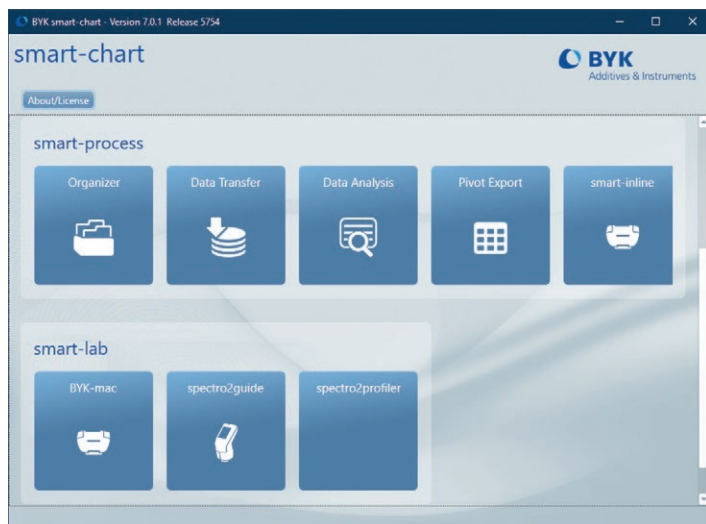 BYK smart-chart - Version 7.0.1 Release 5754
smart-chart
BYK
Additives & Instruments
About/License
smart-process
Organizer
Data Transfer
Data Analysis
Pivot Export
smart-inline
smart-lab
BYK-mac
spectro2guide
spectro2profiler